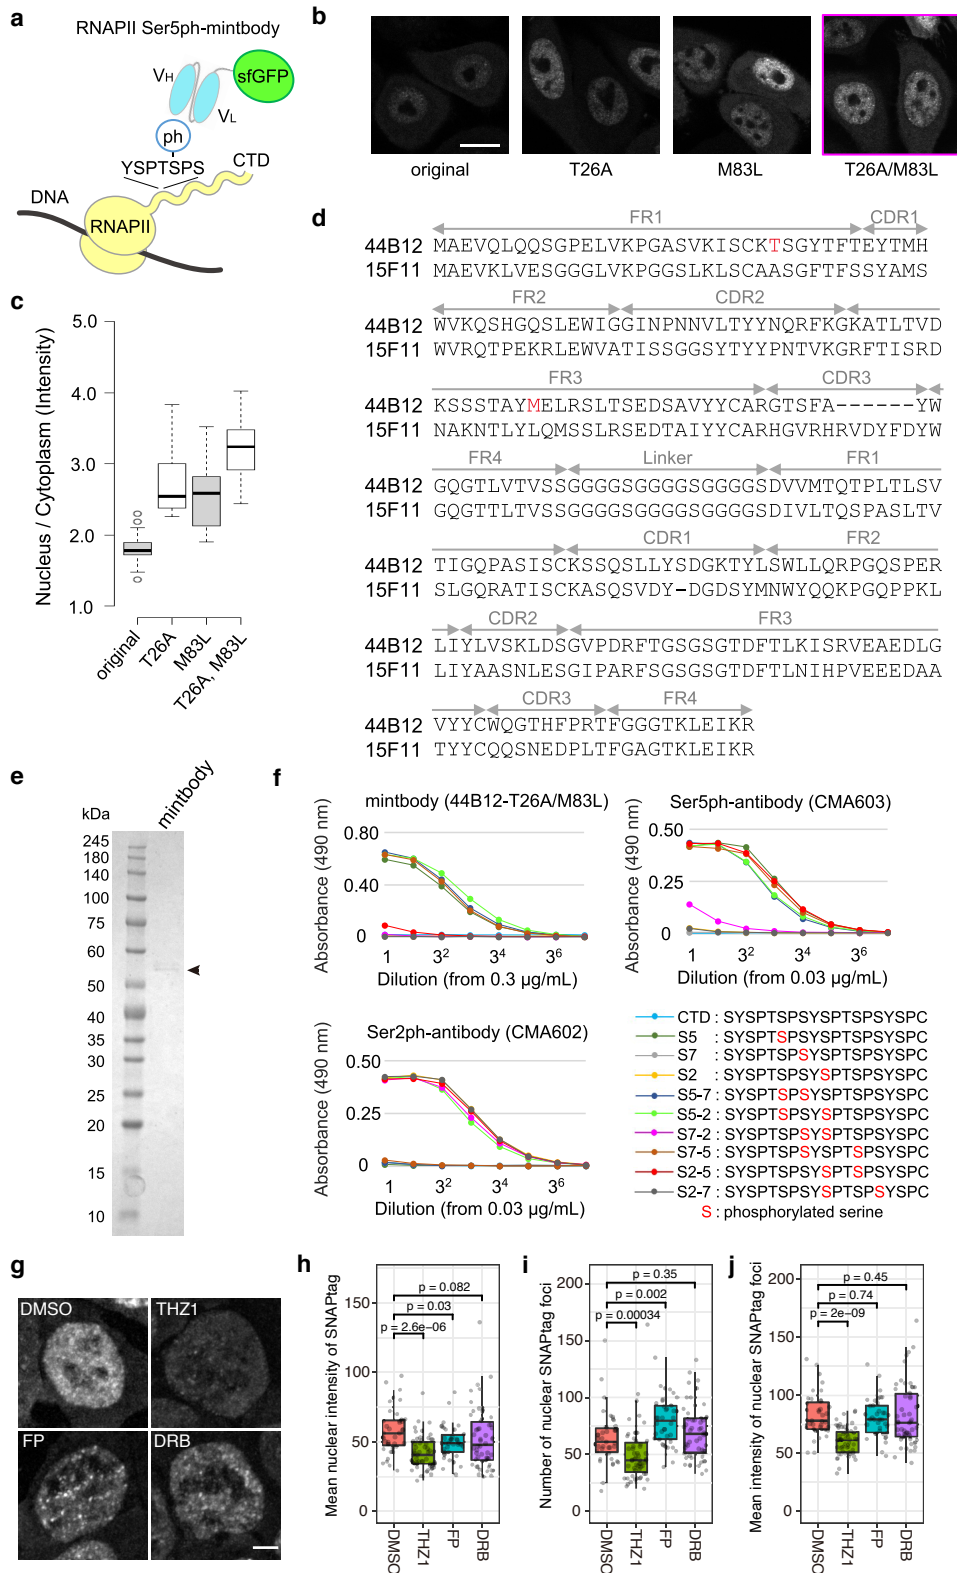 a
RNAPII Ser5ph-mintbody
VH
VL
sfGFP
ph
YSPTSPS
CTD
DNA
RNAPII
b
original
T26A
M83L
T26A/M83L
c
Nucleus / Cytoplasm (Intensity)
5.0
4.0
3.0
2.0
1.0
original
T26A
M83L
T26A, M83L
d
FR1
CDR1
44B12 MAEVQLQQSGPELVKPGASVKISCKTSGYTFTEYTMH
15F11 MAEVKLVESGGGLVKPGGSLKLSCAASGFTFSSYAMS
FR2
CDR2
44B12 WVKQSHGQSLEWIGGINPNNVLTYYNQRFKGKATLTVD
15F11 WVRQTPEKRLEWVATISSGGSYTYYPNTVKGRFTISRD
FR3
CDR3
44B12 KSSSTAYMELRSLTSEDSAVYYCARGTSFA------YW
15F11 NAKNTLYLQMSSLRSEDTAIYYCARHGVRHRVDYFDYW
FR4
Linker
FR1
44B12 GQGTLVTVSSGGGGSGGGGSGGGGSDVVMTQTPLTLSV
15F11 GQGTTLTVSSGGGGSGGGGSGGGGSDIVLTQSPASLTV
CDR1
FR2
44B12 TIGQPASISCKSSQSLLYSDGKTYLSWLLQRPGQSPER
15F11 SLGQRATISCKASQSVDY-DGDSYMNWYQQKPGQPPKL
CDR2
FR3
44B12 LIYLVSKLDSGVPDRFTGSGSGTDFTLKISRVEAEDLG
15F11 LIYAASNLESGIPARFSGSGSGTDFTLNIHPVEEEDAA
CDR3
FR4
44B12 VYYCWQGTHFPRTFGGGTKLEIKR
15F11 TYYCQQSNEDPLTFGAGTKLEIKR
e
mintbody
kDa
245
180
140
100
75
60
50
40
35
30
25
20
15
10
f
mintbody (44B12-T26A/M83L)
Absorbance (490 nm)
0.80
0.40
0
1 3² 3⁴ 3⁶
Dilution (from 0.3 µg/mL)
Ser5ph-antibody (CMA603)
Absorbance (490 nm)
0.50
0.25
0
1 3² 3⁴ 3⁶
Dilution (from 0.03 µg/mL)
Ser2ph-antibody (CMA602)
Absorbance (490 nm)
0.50
0.25
0
1 3² 3⁴ 3⁶
Dilution (from 0.03 µg/mL)
CTD : SYSPTSPSYSPTSPSYSPC
S5 : SYSPTSPSYSPTSPSYSPC
S7 : SYSPTSPSYSPTSPSYSPC
S2 : SYSPTSPSYSPTSPSYSPC
S5-7 : SYSPTSPSYSPTSPSYSPC
S5-2 : SYSPTSPSYSPTSPSYSPC
S7-2 : SYSPTSPSYSPTSPSYSPC
S7-5 : SYSPTSPSYSPTSPSYSPC
S2-5 : SYSPTSPSYSPTSPSYSPC
S2-7 : SYSPTSPSYSPTSPSYSPC
S : phosphorylated serine
g
DMSO
THZ1
FP
DRB
h
Mean nuclear intensity of SNAPtag
150
100
50
0
p = 0.082
p = 0.03
p = 2.6e-06
DMSO
THZ1
FP
DRB
i
Number of nuclear SNAPtag foci
200
150
100
50
0
p = 0.35
p = 0.002
p = 0.00034
DMSO
THZ1
FP
DRB
j
Mean intensity of nuclear SNAPtag foci
200
150
100
50
0
p = 0.45
p = 0.74
p = 2e-09
DMSO
THZ1
FP
DRB